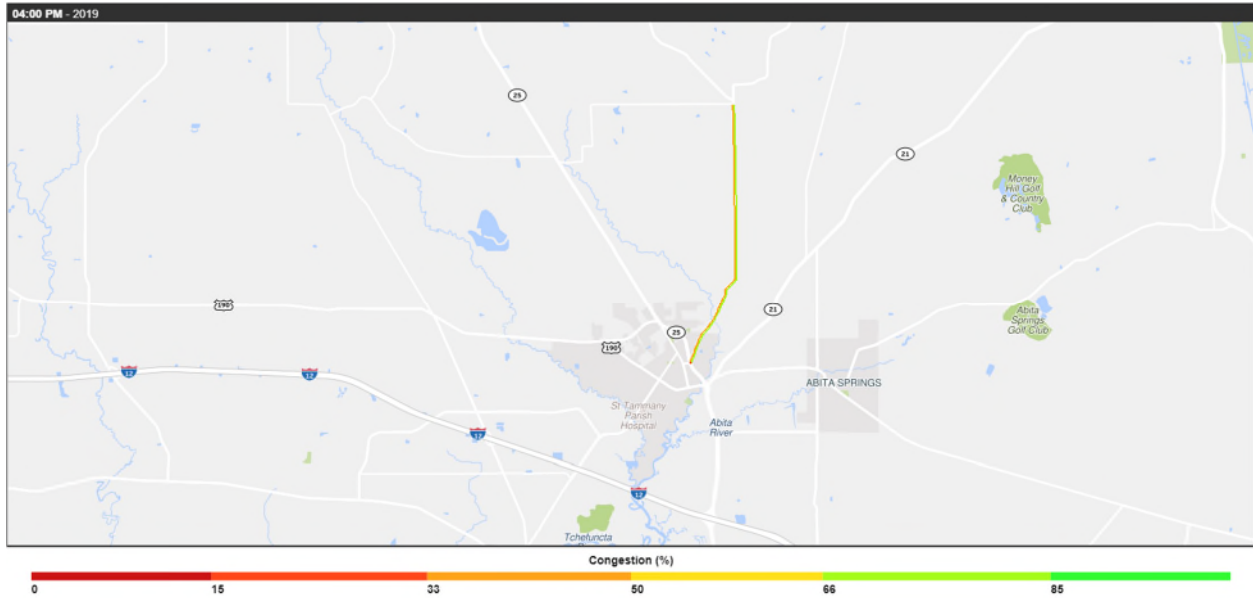 04:00 PM - 2019
25
21
Money
Hill Golf
& Country
Club
190
21
Abita
Springs
Golf Club
25
190
12
12
ABITA SPRINGS
St Tammany
Parish
Hospital
Abita
River
12
12
Tchefuncta
Congestion (%)
0 15 33 50 66 85